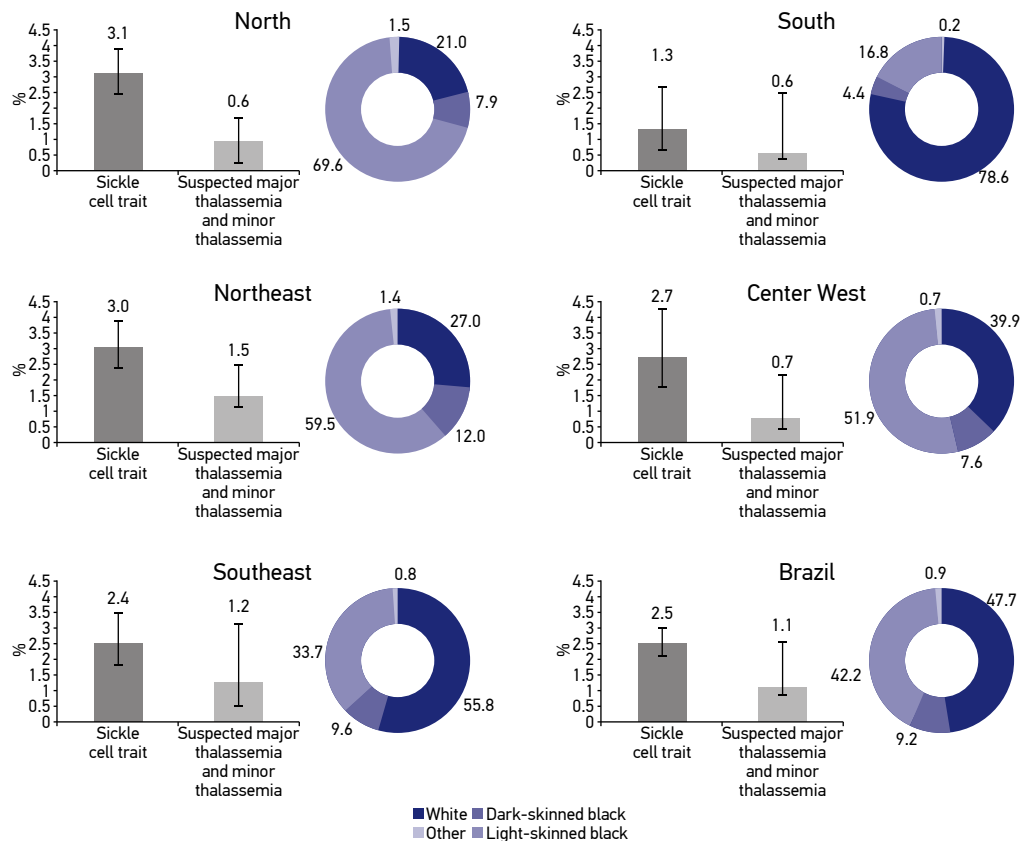 North
4.5
4
3.5
3
2.5
2
1.5
1
0.5
0
%
3.1
0.6
Sickle
cell trait
Suspected major
thalassemia
and minor
thalassemia
1.5
21.0
7.9
69.6
South
4.5
4
3.5
3
2.5
2
1.5
1
0.5
0
%
1.3
0.6
Sickle
cell trait
Suspected major
thalassemia
and minor
thalassemia
0.2
16.8
4.4
78.6
Northeast
4.5
4
3.5
3
2.5
2
1.5
1
0.5
0
%
3.0
1.5
Sickle
cell trait
Suspected major
thalassemia
and minor
thalassemia
1.4
27.0
59.5
12.0
Center West
4.5
4
3.5
3
2.5
2
1.5
1
0.5
0
%
2.7
0.7
Sickle
cell trait
Suspected major
thalassemia
and minor
thalassemia
0.7
39.9
51.9
7.6
Southeast
4.5
4
3.5
3
2.5
2
1.5
1
0.5
0
%
2.4
1.2
Sickle
cell trait
Suspected major
thalassemia
and minor
thalassemia
0.8
33.7
55.8
9.6
Brazil
4.5
4
3.5
3
2.5
2
1.5
1
0.5
0
%
2.5
1.1
Sickle
cell trait
Suspected major
thalassemia
and minor
thalassemia
0.9
47.7
42.2
9.2
White Dark-skinned black
Other Light-skinned black